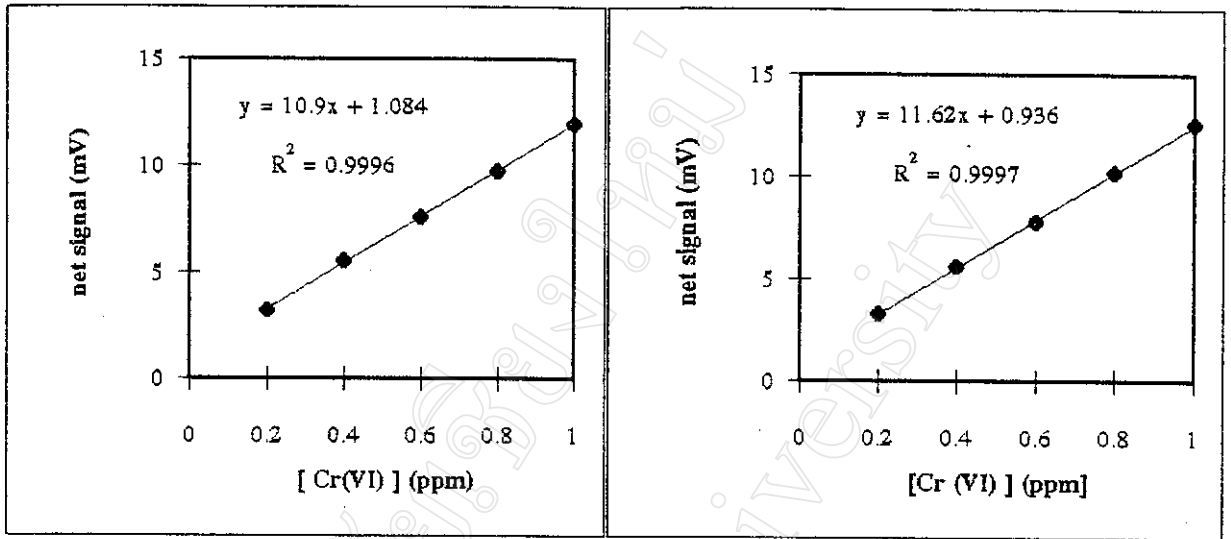 15
y = 10.9x + 1.084
R² = 0.9996
10
5
0
net signal (mV)
0 0.2 0.4 0.6 0.8 1
[ Cr(VI) ] (ppm)
15
y = 11.62x + 0.936
R² = 0.9997
10
5
0
net signal (mV)
0 0.2 0.4 0.6 0.8 1
[Cr (VI) ] (ppm]